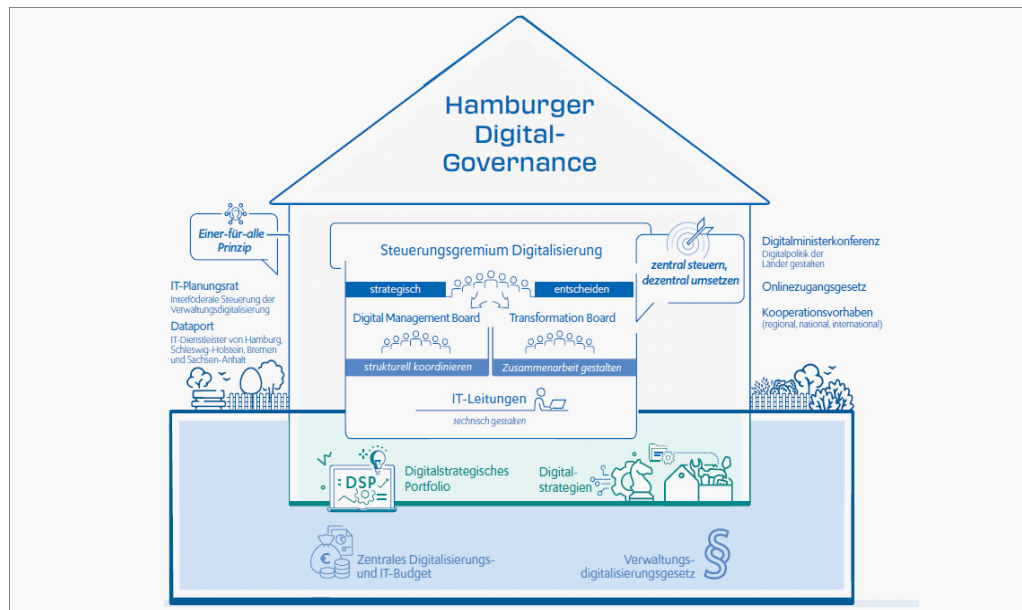 Hamburger
Digital-
Governance
Einer-für-alle
Prinzip
IT-Planungsrat
Interföderale Steuerung der
Verwaltungsdigitalisierung
Dataport
IT-Dienstleister von Hamburg,
Schleswig-Holstein, Bremen
und Sachsen-Anhalt
Steuerungsgremium Digitalisierung
strategisch
entscheiden
Digital Management Board
Transformation Board
strukturell koordinieren
Zusammenarbeit gestalten
IT-Leitungen
technisch gestalten
zentral steuern,
dezentral umsetzen
Digitalministerkonferenz
Digitalpolitik der
Länder gestalten
Onlinezugangsgesetz
Kooperationsvorhaben
(regional, national, international)
DSP
Digitalstrategisches
Portfolio
Digital-
strategien
€
Zentrales Digitalisierungs-
und IT-Budget
Verwaltungs-
digitalisierungsgesetz
§